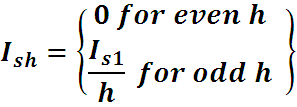 I_sh = { 0 for even h
I_s1/h for odd h }